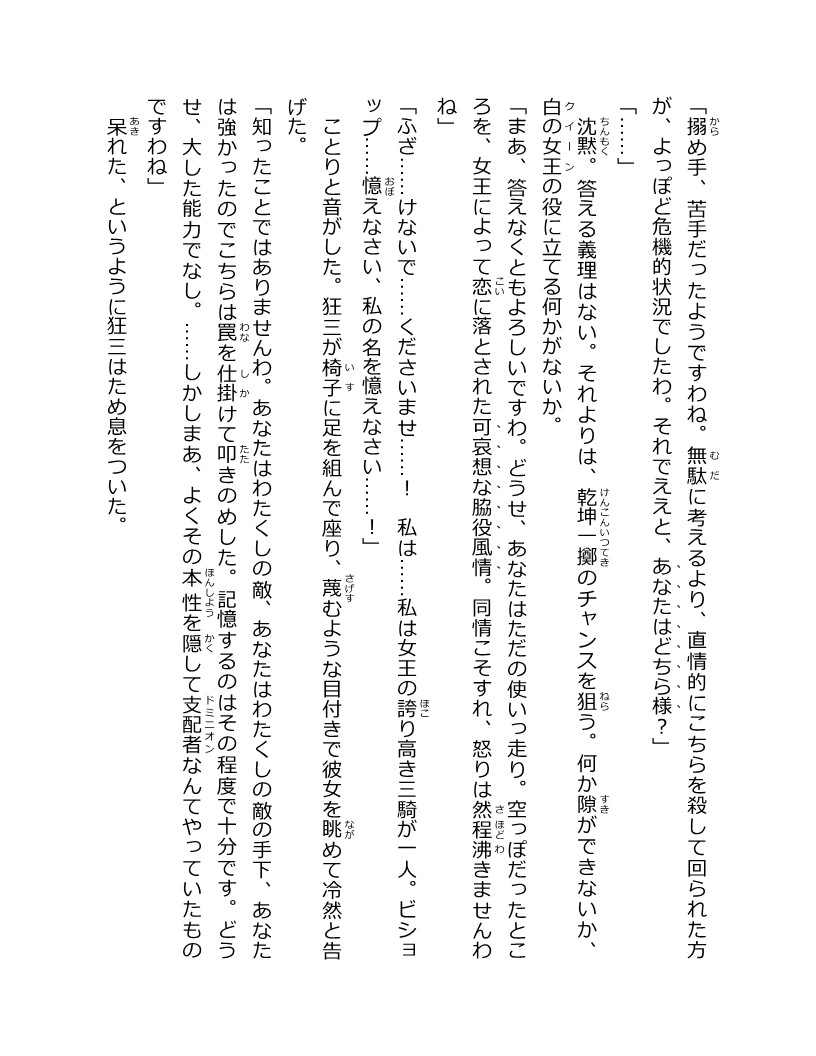 「搦め手、苦手だったようですわね。無駄に考えるより、直情的にこちらを殺して回られた方
が、よっぽど危機的状況でしたわ。それでええと、あなたはどちら様？」
「……」
　沈黙。答える義理はない。それよりは、乾坤一擲のチャンスを狙う。何か隙ができないか、
白の女王の役に立てる何かがないか。
「まあ、答えなくともよろしいですわ。どうせ、あなたはただの使いっ走り。空っぽだったとこ
ろを、女王によって恋に落とされた可哀想な脇役風情。同情こそすれ、怒りは然程沸きませんわ
ね」
「ふざ……けないで……くださいませ……！　私は……私は女王の誇り高き三騎が一人。ビショ
ップ……憶えなさい、私の名を憶えなさい……！」
　ことりと音がした。狂三が椅子に足を組んで座り、蔑むような目付きで彼女を眺めて冷然と告
げた。
「知ったことではありませんわ。あなたはわたくしの敵、あなたはわたくしの敵の手下、あなた
は強かったのでこちらは罠を仕掛けて叩きのめした。記憶するのはその程度で十分です。どう
せ、大した能力でなし。……しかしまあ、よくその本性を隠して支配者なんてやっていたもの
ですわね」
　呆れた、というように狂三はため息をついた。